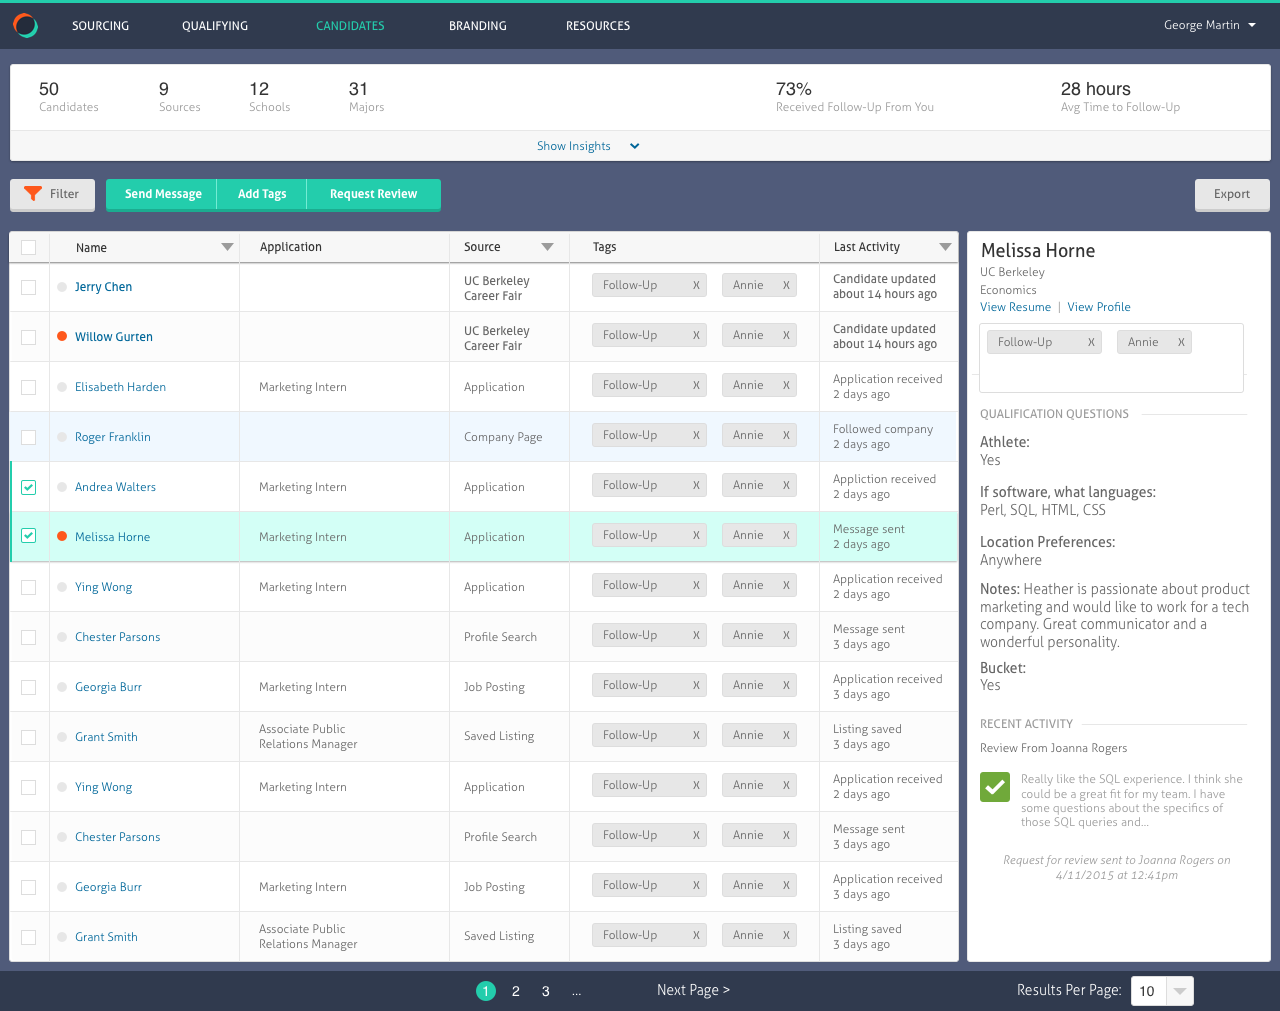 SOURCING QUALIFYING CANDIDATES BRANDING RESOURCES George Martin
50 9 12 31 73% 28 hours
Candidates Sources Schools Majors Received Follow-Up From You Avg Time to Follow-Up
Show Insights
Filter Send Message Add Tags Request Review Export
Name Application Source Tags Last Activity
Jerry Chen UC Berkeley Career Fair Follow-Up X Annie X Candidate updated about 14 hours ago
Willow Gurten UC Berkeley Career Fair Follow-Up X Annie X Candidate updated about 14 hours ago
Elisabeth Harden Marketing Intern Application Follow-Up X Annie X Application received 2 days ago
Roger Franklin Company Page Follow-Up X Annie X Followed company 2 days ago
Andrea Walters Marketing Intern Application Follow-Up X Annie X Appliction received 2 days ago
Melissa Horne Marketing Intern Application Follow-Up X Annie X Message sent 2 days ago
Ying Wong Marketing Intern Application Follow-Up X Annie X Application received 2 days ago
Chester Parsons Profile Search Follow-Up X Annie X Message sent 3 days ago
Georgia Burr Marketing Intern Job Posting Follow-Up X Annie X Application received 3 days ago
Grant Smith Associate Public Relations Manager Saved Listing Follow-Up X Annie X Listing saved 3 days ago
Ying Wong Marketing Intern Application Follow-Up X Annie X Application received 2 days ago
Chester Parsons Profile Search Follow-Up X Annie X Message sent 3 days ago
Georgia Burr Marketing Intern Job Posting Follow-Up X Annie X Application received 3 days ago
Grant Smith Associate Public Relations Manager Saved Listing Follow-Up X Annie X Listing saved 3 days ago
Melissa Horne
UC Berkeley
Economics
View Resume | View Profile
Follow-Up X Annie X
QUALIFICATION QUESTIONS
Athlete:
Yes
If software, what languages:
Perl, SQL, HTML, CSS
Location Preferences:
Anywhere
Notes: Heather is passionate about product
marketing and would like to work for a tech
company. Great communicator and a
wonderful personality.
Bucket:
Yes
RECENT ACTIVITY
Review From Joanna Rogers
Really like the SQL experience. I think she
could be a great fit for my team. I have
some questions about the specifics of
those SQL queries and...
Request for review sent to Joanna Rogers on
4/11/2015 at 12:41pm
1 2 3 ... Next Page > Results Per Page: 10